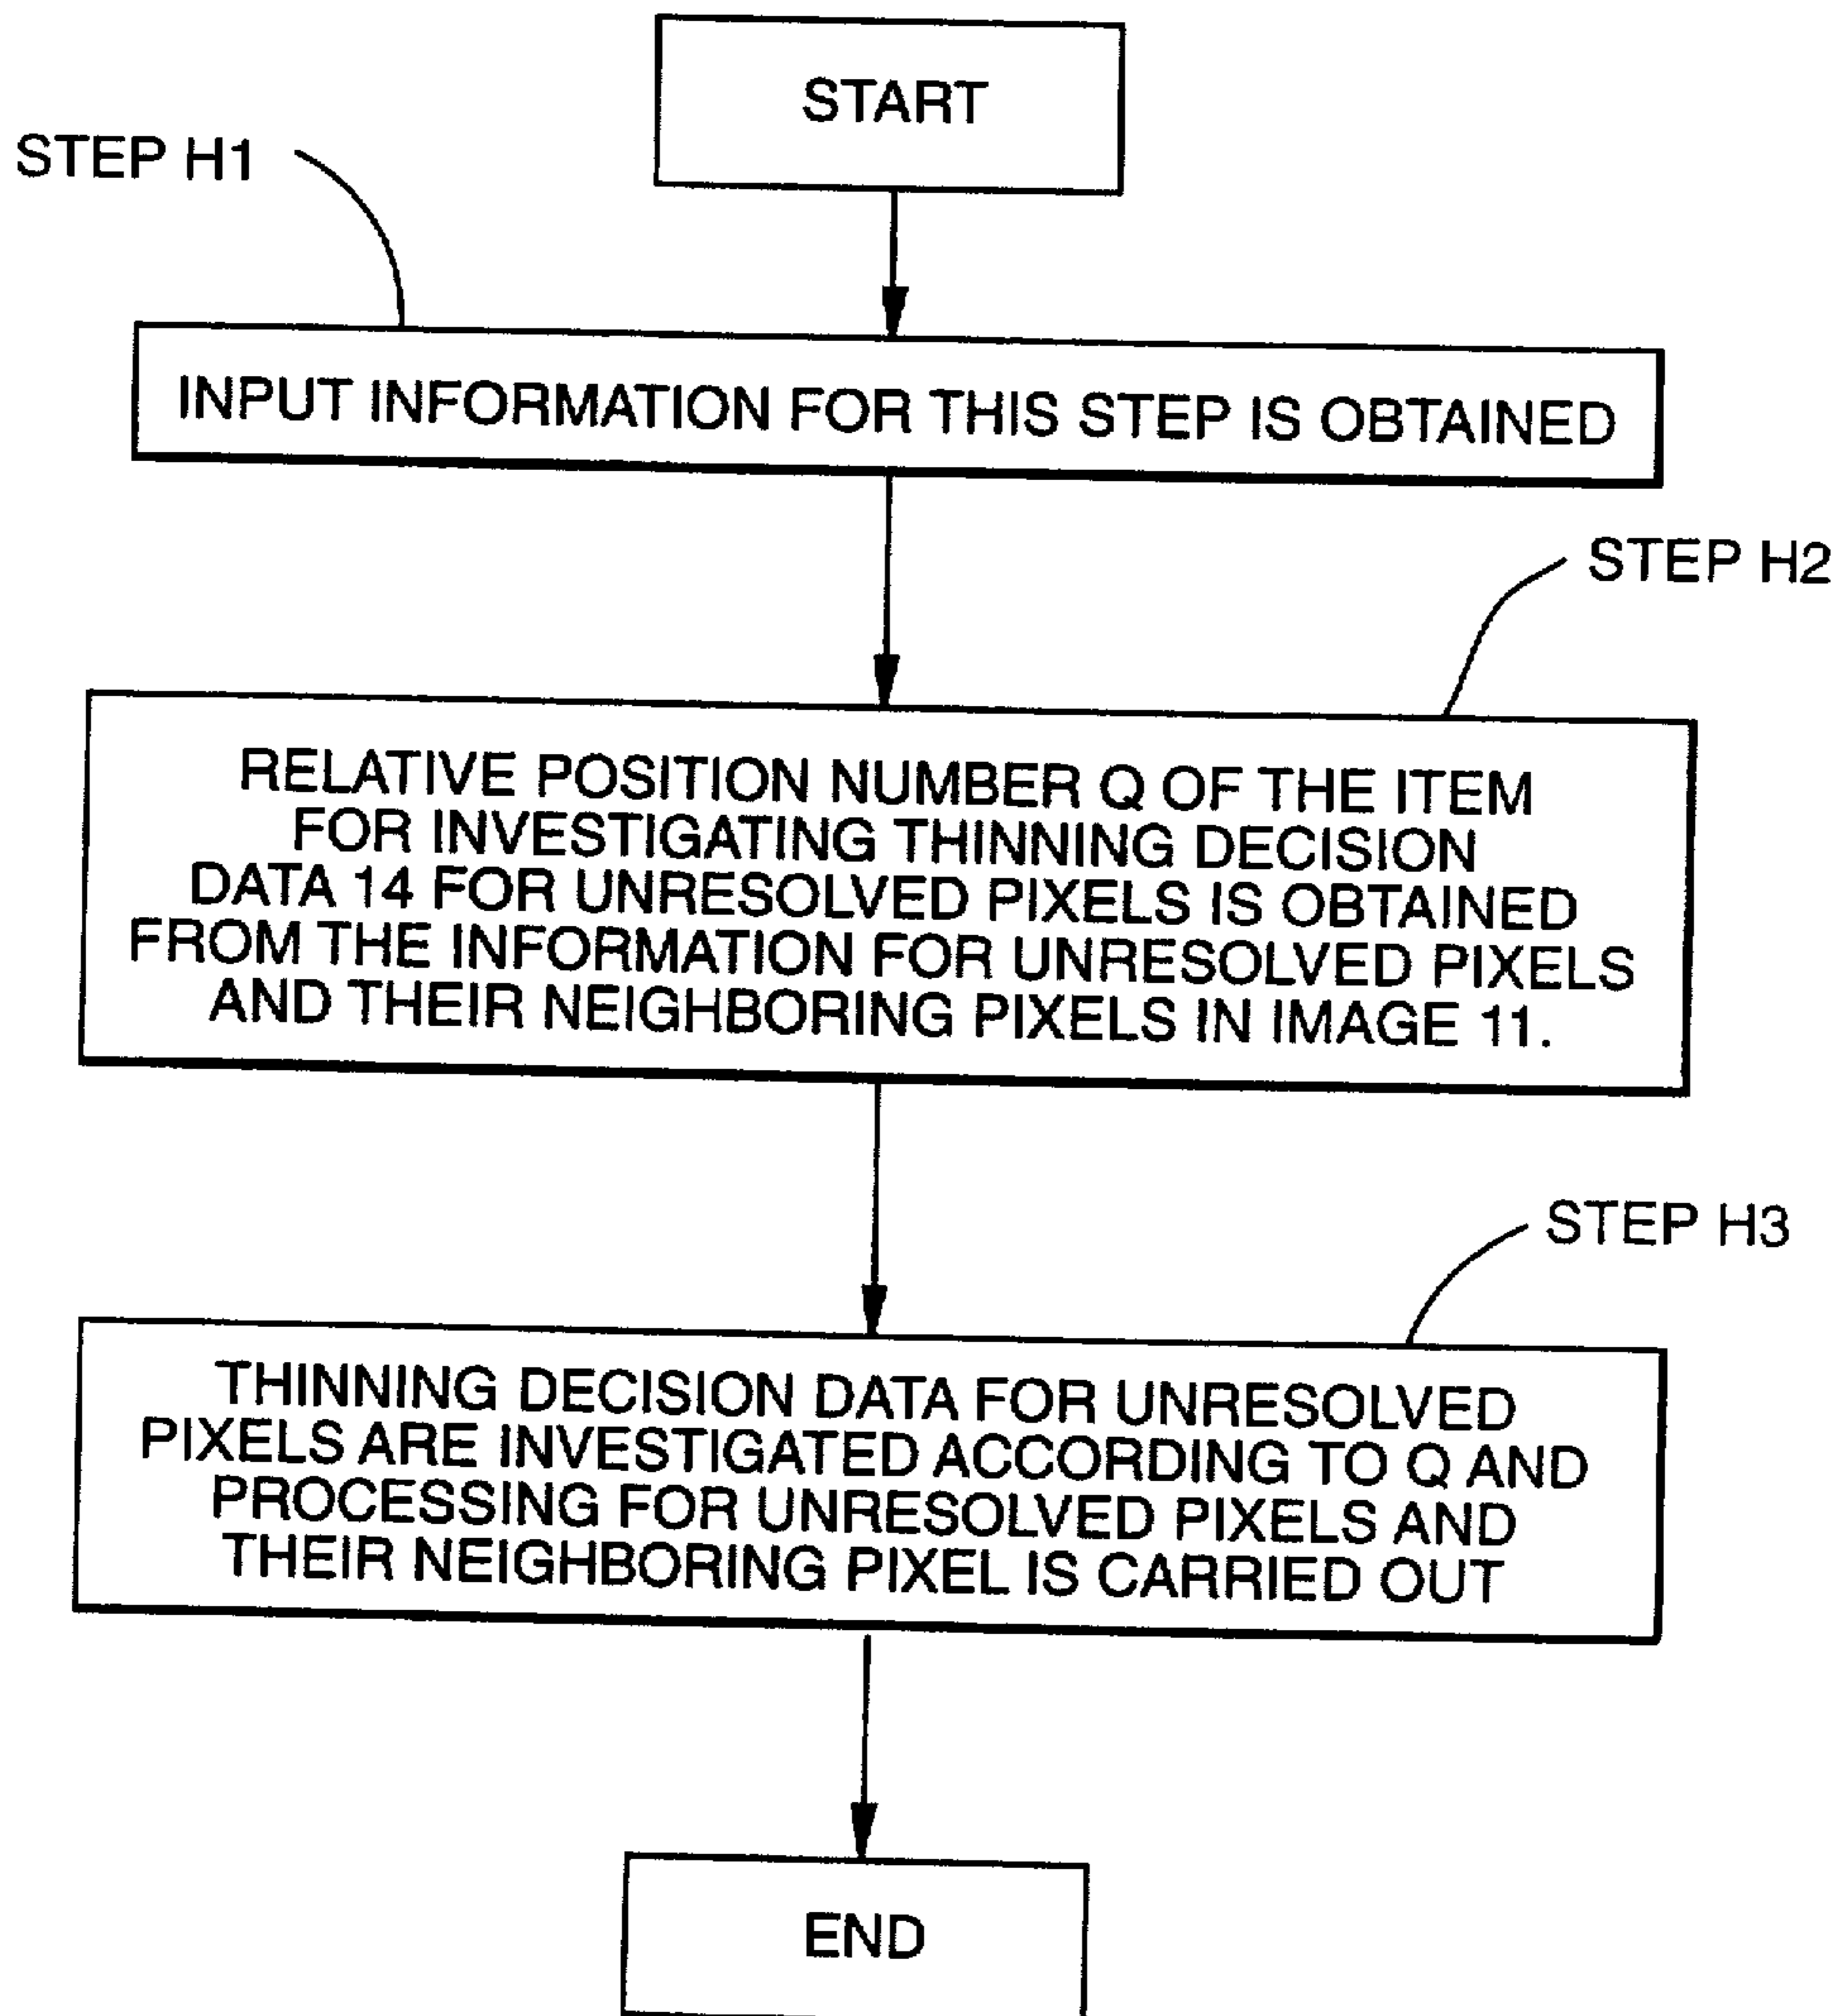 START
STEP H1
INPUT INFORMATION FOR THIS STEP IS OBTAINED
STEP H2
RELATIVE POSITION NUMBER Q OF THE ITEM
FOR INVESTIGATING THINNING DECISION
DATA 14 FOR UNRESOLVED PIXELS IS OBTAINED
FROM THE INFORMATION FOR UNRESOLVED PIXELS
AND THEIR NEIGHBORING PIXELS IN IMAGE 11.
STEP H3
THINNING DECISION DATA FOR UNRESOLVED
PIXELS ARE INVESTIGATED ACCORDING TO Q AND
PROCESSING FOR UNRESOLVED PIXELS AND
THEIR NEIGHBORING PIXEL IS CARRIED OUT
END